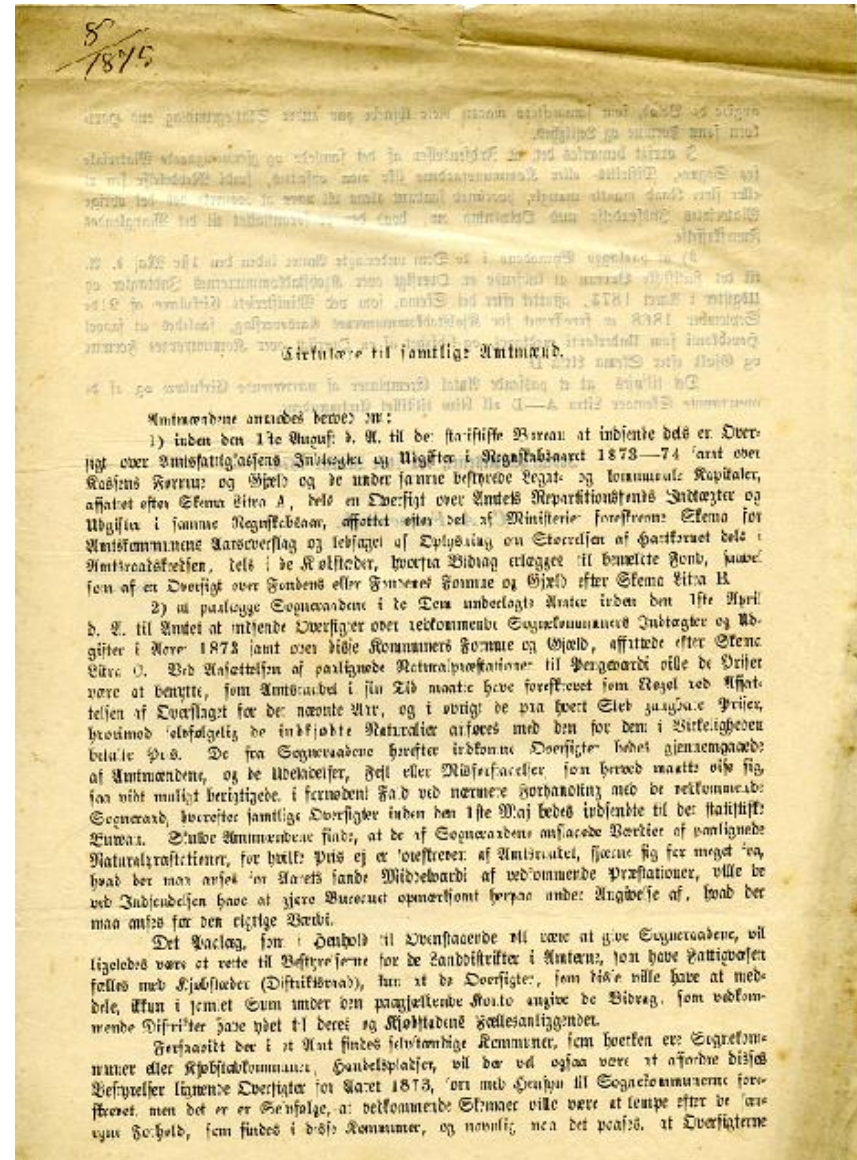 8/1875
Cirkulære til samtlige Amtmænd.
Amtmændene anmodes herved om:
1) inden den 1ste August d. A. til det statistiske Bureau at indsende dels en Over-
sigt over Amtsfattigkassens Indtægter og Udgifter i Regnskabsaaret 1873—74 samt over
Kassens Formue og Gjæld og de under samme bestyrede Legat- og kommunale Kapitaler,
affattet efter Skema Litra A, dels en Oversigt over Amtets Repartitionsfonds Indtægter og
Udgifter i samme Regnskabsaar, affattet efter det af Ministeriet foreskrevne Skema for
Amtskommunens Aarsoverslag og ledsaget af Oplysning om Størrelsen af Hartkornet dels i
Amtsraadskredsen, dels i de Kjøbstæder, hvorfra Bidrag erlægges til bemeldte Fond, saavel
som af en Oversigt over Fondens eller Fondenes Formue og Gjæld efter Skema Litra B.
2) at paalægge Sogneraadene i de Dem underlagte Amter inden den 1ste April
d. A. til Amtet at indsende Oversigter over vedkommende Sognekommuners Indtægter og Ud-
gifter i Aaret 1873 samt over disse Kommuners Formue og Gjæld, affattede efter Skema
Litra C. Ved Ansættelsen af paalignede Naturalpræstationer til Pengeværdi ville de Priser
være at benytte, som Amtsraadet i sin Tid maatte have foreskrevet som Regel ved Affat-
telsen af Overslaget for det nævnte Aar, og i øvrigt de paa hvert Sted gangbare Priser,
hvorimod selvfølgelig de indkjøbte Naturalier anføres med den for dem i Virkeligheden
betalte Pris. De fra Sogneraadene herefter indkomne Oversigter bedes gjennemgaaede
af Amtmændene, og de Udeladelser, Fejl eller Misforstaaelser, som herved maatte vise sig,
saa vidt muligt berigtigede, i fornødent Fald ved nærmere Forhandling med de vedkommende
Sogneraad, hvorefter samtlige Oversigter inden den 1ste Maj bedes indsendte til det statistiske
Bureau. Skulde Amtmændene finde, at de af Sogneraadene ansatte Værdier af paalignede
Naturalpræstationer, for hvilke Pris ej er foreskreven af Amtsraadet, fjærne sig for meget fra,
hvad der maa anses for Aarets sande Middelværdi af vedkommende Præstationer, ville de
ved Indsendelsen have at gjøre Bureauet opmærksomt herpaa under Angivelse af, hvad der
maa anses for den rigtige Værdi.
Det Paalæg, som i Henhold til Ovenstaaende vil være at give Sogneraadene, vil
ligeledes være at rette til Bestyrelserne for de Landdistrikter i Amterne, som have Fattigvæsen
fælles med Kjøbstæder (Distriktsraad), kun at de Oversigter, som disse ville have at med-
dele, ikkun i samlet Sum under den paagjældende Konto angive de Bidrag, som vedkom-
mende Distrikter have ydet til deres og Kjøbstadens Fællesanliggender.
Forsaavidt der i et Amt findes selvstændige Kommuner, som hverken ere Sognekom-
muner eller Kjøbstadkommuner, Handelspladser, vil der vel ogsaa være at affordre disses
Bestyrelser lignende Oversigter for Aaret 1873, som med Hensyn til Sognekommunerne fore-
skrevet, men det er en Selvfølge, at vedkommende Skemaer ville være at lempe efter de sær-
egne Forhold, som findes i disse Kommuner, og navnlig maa det paases, at Oversigterne